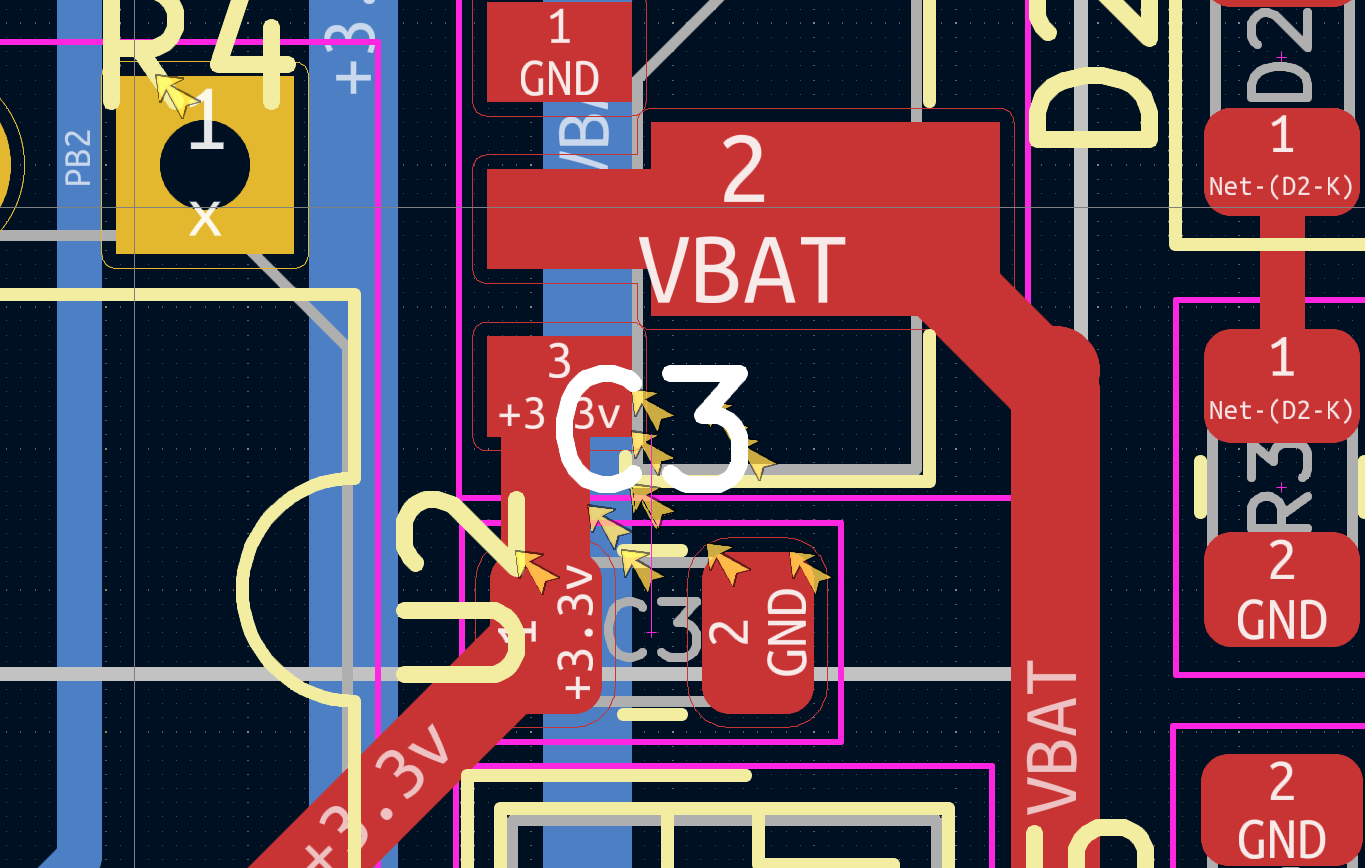 R4
+3.
1
GND
D2
D2
1
x
PB2
VBA
2
VBAT
1
Net-(D2-K)
3
+3.3v
C3
1
Net-(D2-K)
R3
U2
1
+3.3v
C3
2
GND
2
GND
+3.3v
VBAT
2
GND